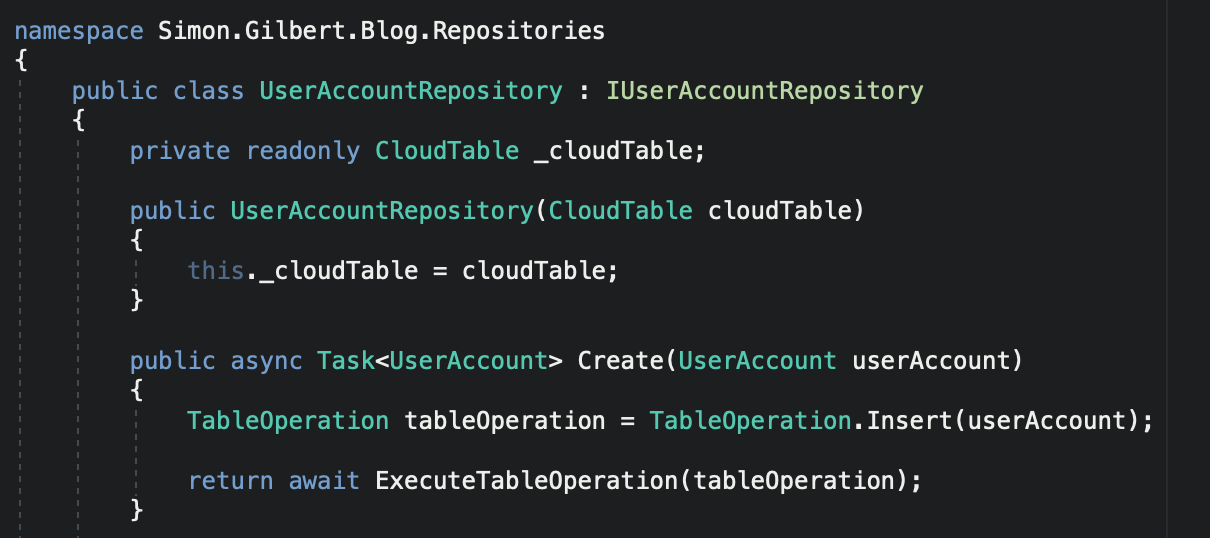 namespace Simon.Gilbert.Blog.Repositories
{
    public class UserAccountRepository : IUserAccountRepository
    {
        private readonly CloudTable _cloudTable;

        public UserAccountRepository(CloudTable cloudTable)
        {
            this._cloudTable = cloudTable;
        }

        public async Task<UserAccount> Create(UserAccount userAccount)
        {
            TableOperation tableOperation = TableOperation.Insert(userAccount);

            return await ExecuteTableOperation(tableOperation);
        }